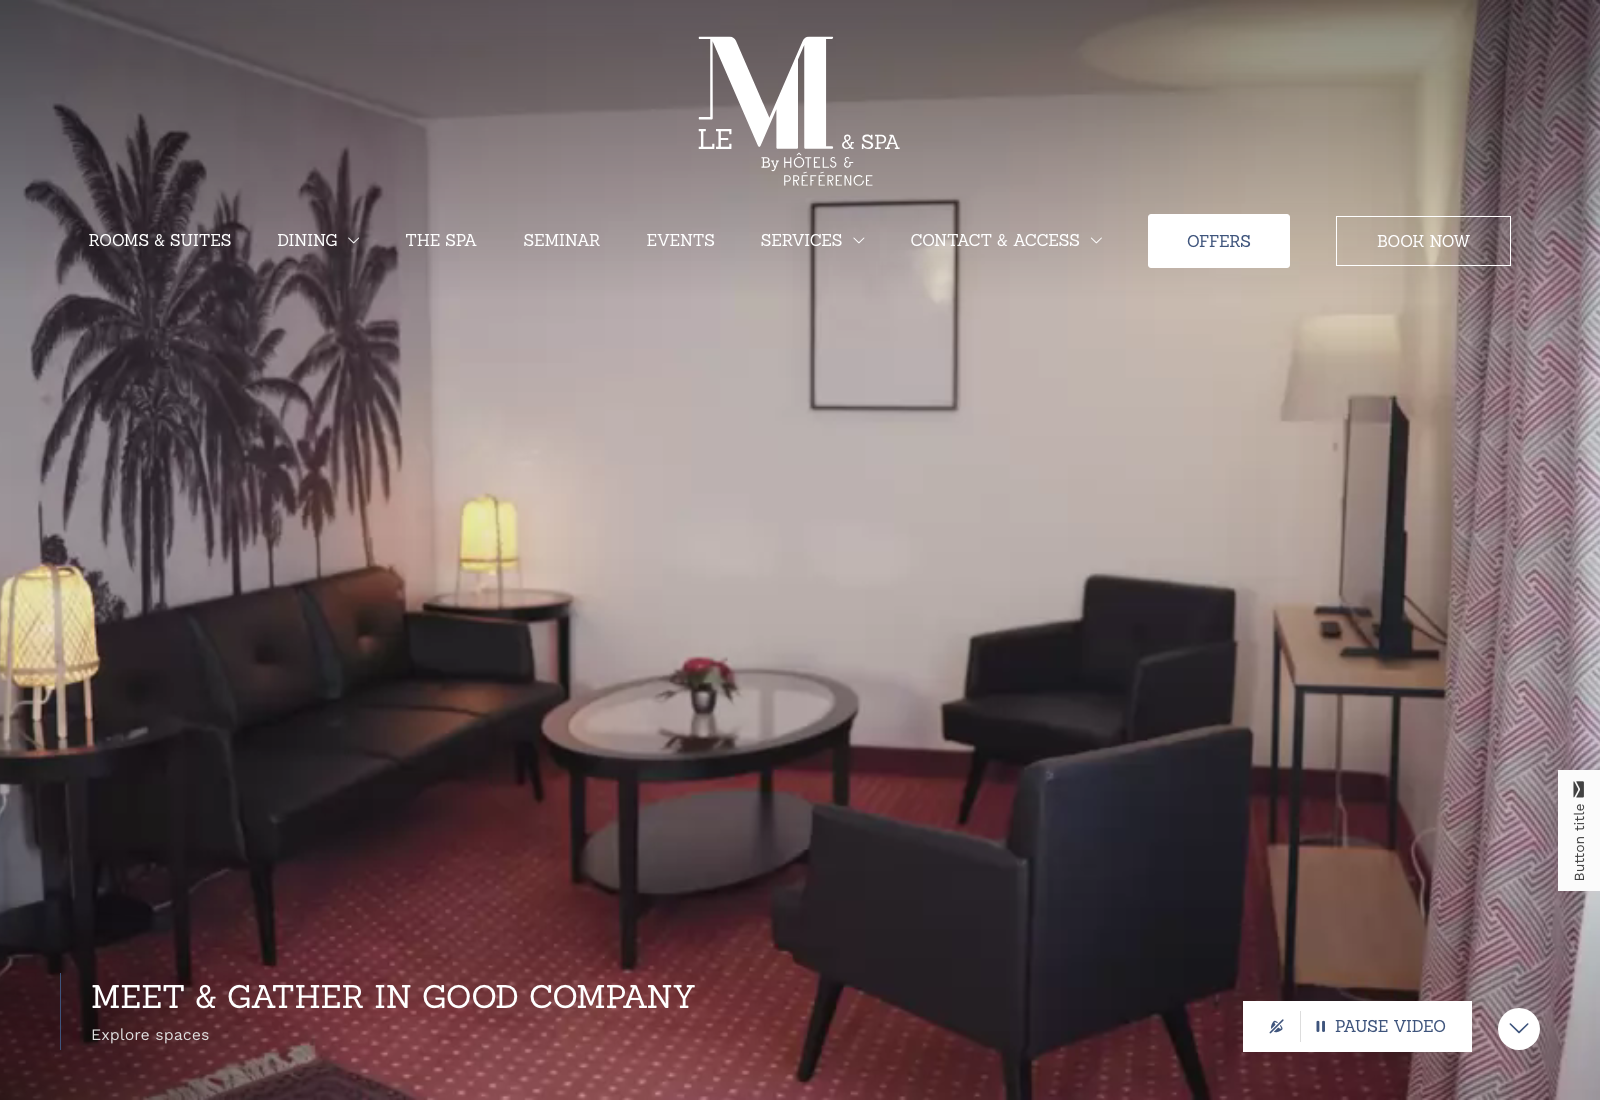 LE M & SPA
By HÔTELS &
PRÉFÉRENCE
ROOMS & SUITES
DINING
THE SPA
SEMINAR
EVENTS
SERVICES
CONTACT & ACCESS
OFFERS
BOOK NOW
Button title
MEET & GATHER IN GOOD COMPANY
Explore spaces
PAUSE VIDEO